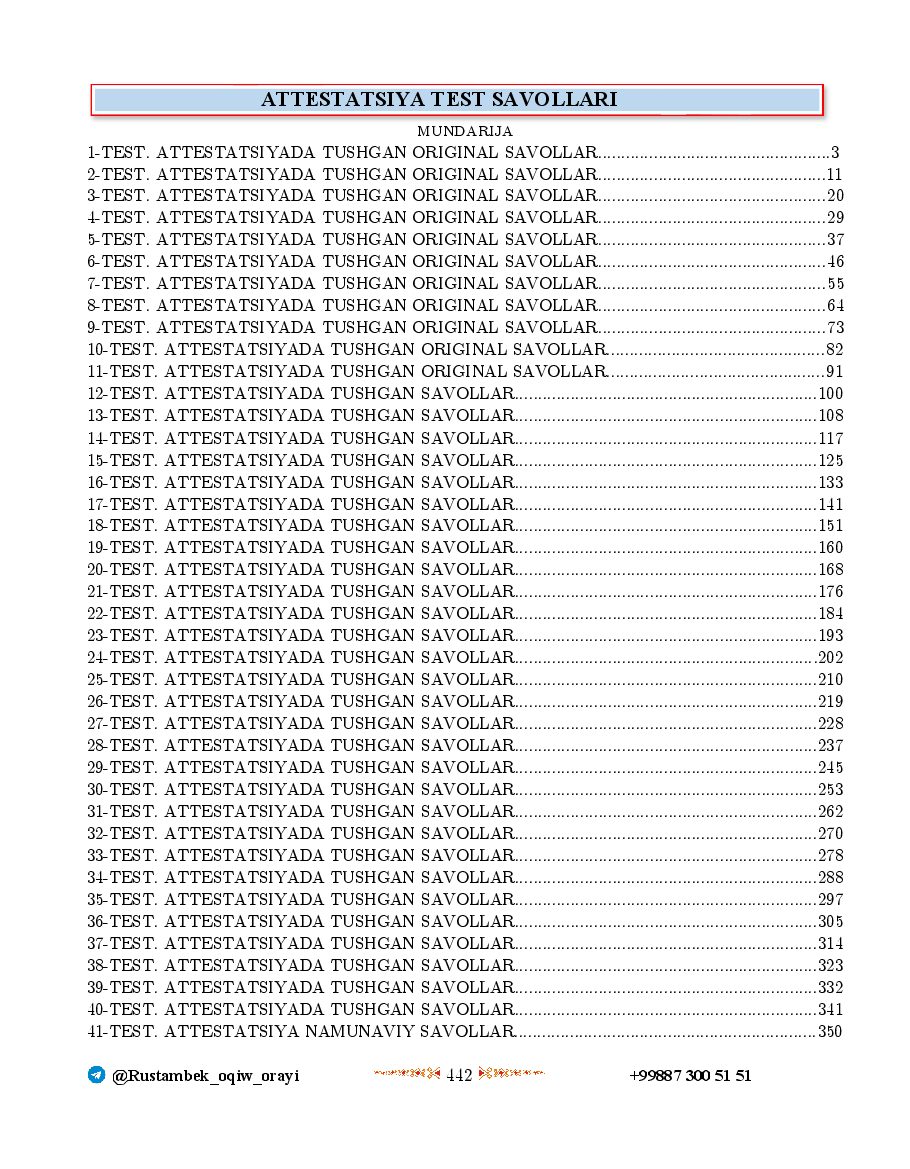 ATTESTATSIYA TEST SAVOLLARI
MUNDARIJA
1-TEST. ATTESTATSIYADA TUSHGAN ORIGINAL SAVOLLAR..................................................3
2-TEST. ATTESTATSIYADA TUSHGAN ORIGINAL SAVOLLAR.................................................11
3-TEST. ATTESTATSIYADA TUSHGAN ORIGINAL SAVOLLAR.................................................20
4-TEST. ATTESTATSIYADA TUSHGAN ORIGINAL SAVOLLAR.................................................29
5-TEST. ATTESTATSIYADA TUSHGAN ORIGINAL SAVOLLAR.................................................37
6-TEST. ATTESTATSIYADA TUSHGAN ORIGINAL SAVOLLAR.................................................46
7-TEST. ATTESTATSIYADA TUSHGAN ORIGINAL SAVOLLAR.................................................55
8-TEST. ATTESTATSIYADA TUSHGAN ORIGINAL SAVOLLAR.................................................64
9-TEST. ATTESTATSIYADA TUSHGAN ORIGINAL SAVOLLAR.................................................73
10-TEST. ATTESTATSIYADA TUSHGAN ORIGINAL SAVOLLAR...............................................82
11-TEST. ATTESTATSIYADA TUSHGAN ORIGINAL SAVOLLAR...............................................91
12-TEST. ATTESTATSIYADA TUSHGAN SAVOLLAR.................................................................100
13-TEST. ATTESTATSIYADA TUSHGAN SAVOLLAR.................................................................108
14-TEST. ATTESTATSIYADA TUSHGAN SAVOLLAR.................................................................117
15-TEST. ATTESTATSIYADA TUSHGAN SAVOLLAR.................................................................125
16-TEST. ATTESTATSIYADA TUSHGAN SAVOLLAR.................................................................133
17-TEST. ATTESTATSIYADA TUSHGAN SAVOLLAR.................................................................141
18-TEST. ATTESTATSIYADA TUSHGAN SAVOLLAR.................................................................151
19-TEST. ATTESTATSIYADA TUSHGAN SAVOLLAR.................................................................160
20-TEST. ATTESTATSIYADA TUSHGAN SAVOLLAR.................................................................168
21-TEST. ATTESTATSIYADA TUSHGAN SAVOLLAR.................................................................176
22-TEST. ATTESTATSIYADA TUSHGAN SAVOLLAR.................................................................184
23-TEST. ATTESTATSIYADA TUSHGAN SAVOLLAR.................................................................193
24-TEST. ATTESTATSIYADA TUSHGAN SAVOLLAR.................................................................202
25-TEST. ATTESTATSIYADA TUSHGAN SAVOLLAR.................................................................210
26-TEST. ATTESTATSIYADA TUSHGAN SAVOLLAR.................................................................219
27-TEST. ATTESTATSIYADA TUSHGAN SAVOLLAR.................................................................228
28-TEST. ATTESTATSIYADA TUSHGAN SAVOLLAR.................................................................237
29-TEST. ATTESTATSIYADA TUSHGAN SAVOLLAR.................................................................245
30-TEST. ATTESTATSIYADA TUSHGAN SAVOLLAR.................................................................253
31-TEST. ATTESTATSIYADA TUSHGAN SAVOLLAR.................................................................262
32-TEST. ATTESTATSIYADA TUSHGAN SAVOLLAR.................................................................270
33-TEST. ATTESTATSIYADA TUSHGAN SAVOLLAR.................................................................278
34-TEST. ATTESTATSIYADA TUSHGAN SAVOLLAR.................................................................288
35-TEST. ATTESTATSIYADA TUSHGAN SAVOLLAR.................................................................297
36-TEST. ATTESTATSIYADA TUSHGAN SAVOLLAR.................................................................305
37-TEST. ATTESTATSIYADA TUSHGAN SAVOLLAR.................................................................314
38-TEST. ATTESTATSIYADA TUSHGAN SAVOLLAR.................................................................323
39-TEST. ATTESTATSIYADA TUSHGAN SAVOLLAR.................................................................332
40-TEST. ATTESTATSIYADA TUSHGAN SAVOLLAR.................................................................341
41-TEST. ATTESTATSIYA NAMUNAVIY SAVOLLAR.................................................................350
@Rustambek_oqiw_orayi 442 +99887 300 51 51